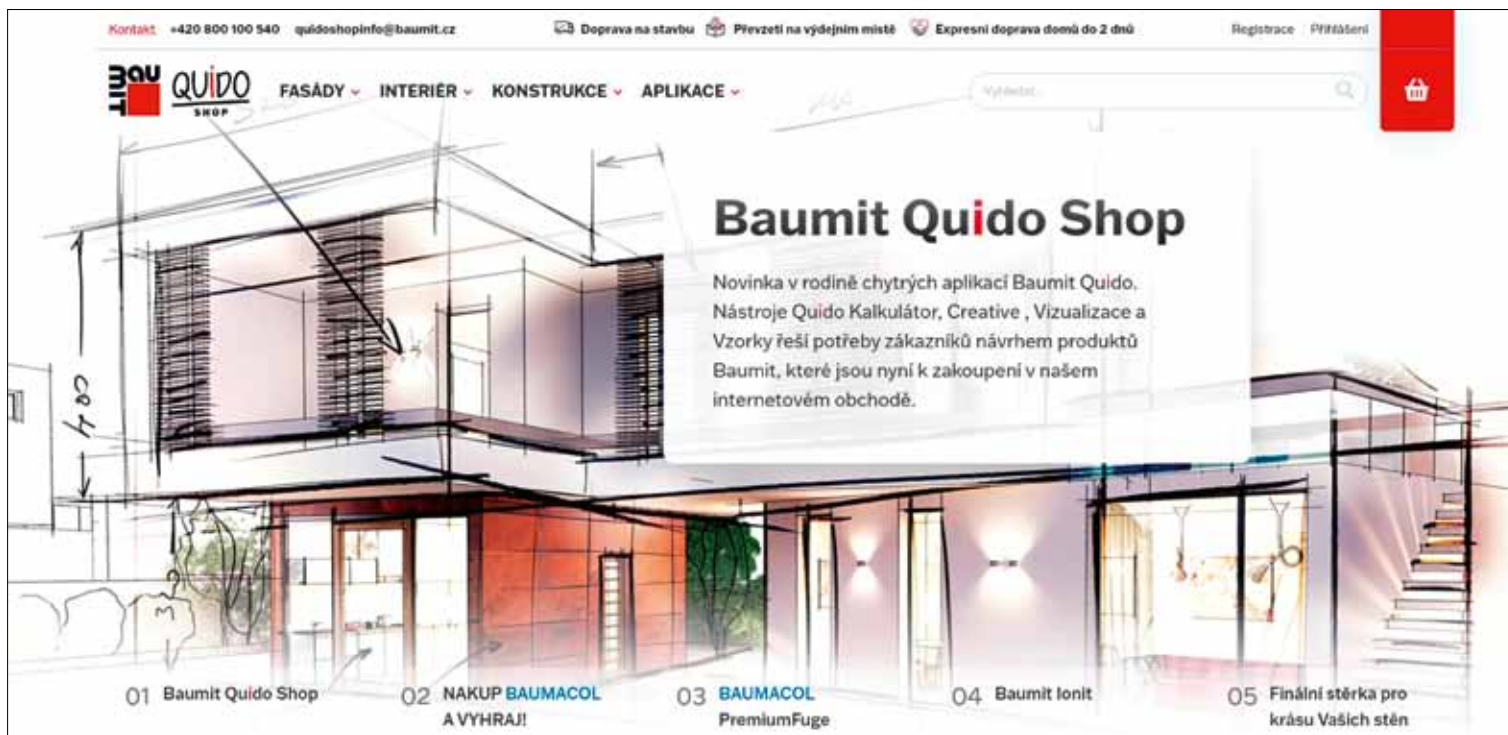 Kontakt +420 800 100 540 quidoshopinfo@baumit.cz Doprava na stavbu Převzetí na výdejním místě Expresní doprava domů do 2 dnů Registrace Přihlášení
BAUMIT QUiDO SHOP FASÁDY INTERIÉR KONSTRUKCE APLIKACE Vyhledat...
Baumit Quido Shop
Novinka v rodině chytrých aplikací Baumit Quido.
Nástroje Quido Kalkulátor, Creative , Vizualizace a
Vzorky řeší potřeby zákazníků návrhem produktů
Baumit, které jsou nyní k zakoupení v našem
internetovém obchodě.
400
01 Baumit Quido Shop
02 NAKUP BAUMACOL
A VYHRAJ!
03 BAUMACOL
PremiumFuge
04 Baumit Ionit
05 Finální stěrka pro
krásu Vašich stěn